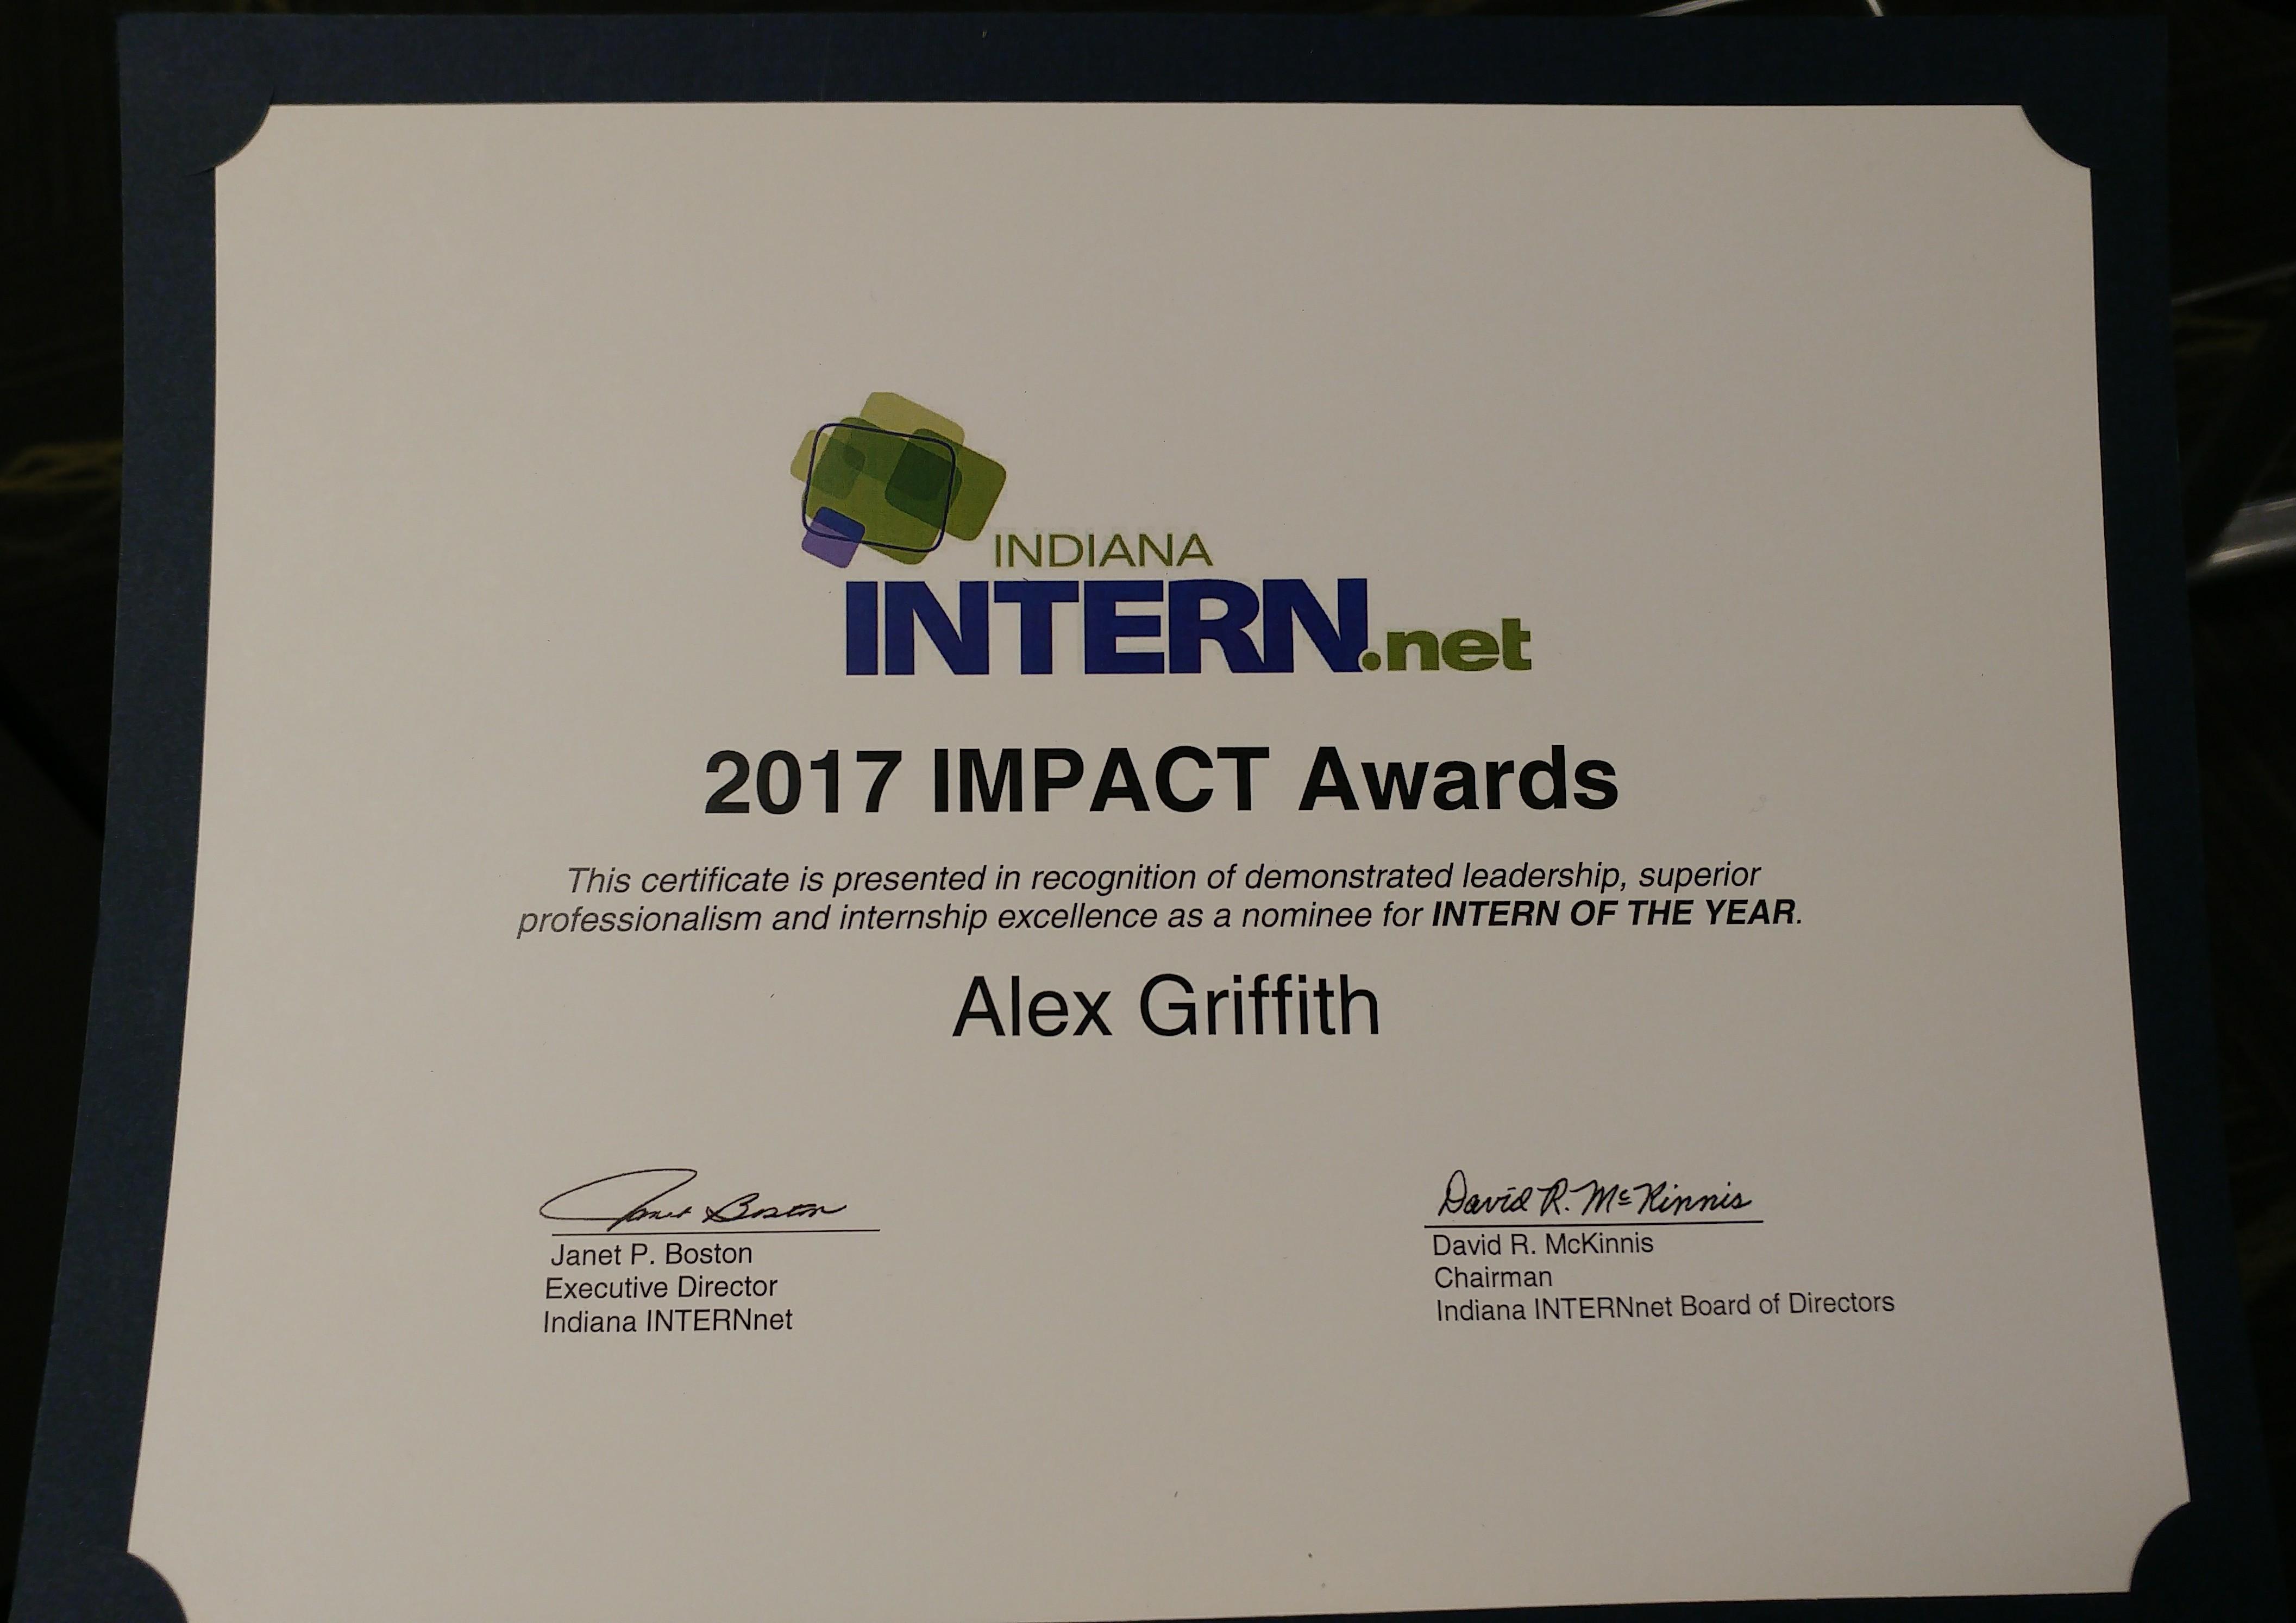 INDIANA
INTERN.net
2017 IMPACT Awards
This certificate is presented in recognition of demonstrated leadership, superior
professionalism and internship excellence as a nominee for INTERN OF THE YEAR.
Alex Griffith
Janet Boston
David R. McKinnis
Janet P. Boston
Executive Director
Indiana INTERNnet
David R. McKinnis
Chairman
Indiana INTERNnet Board of Directors